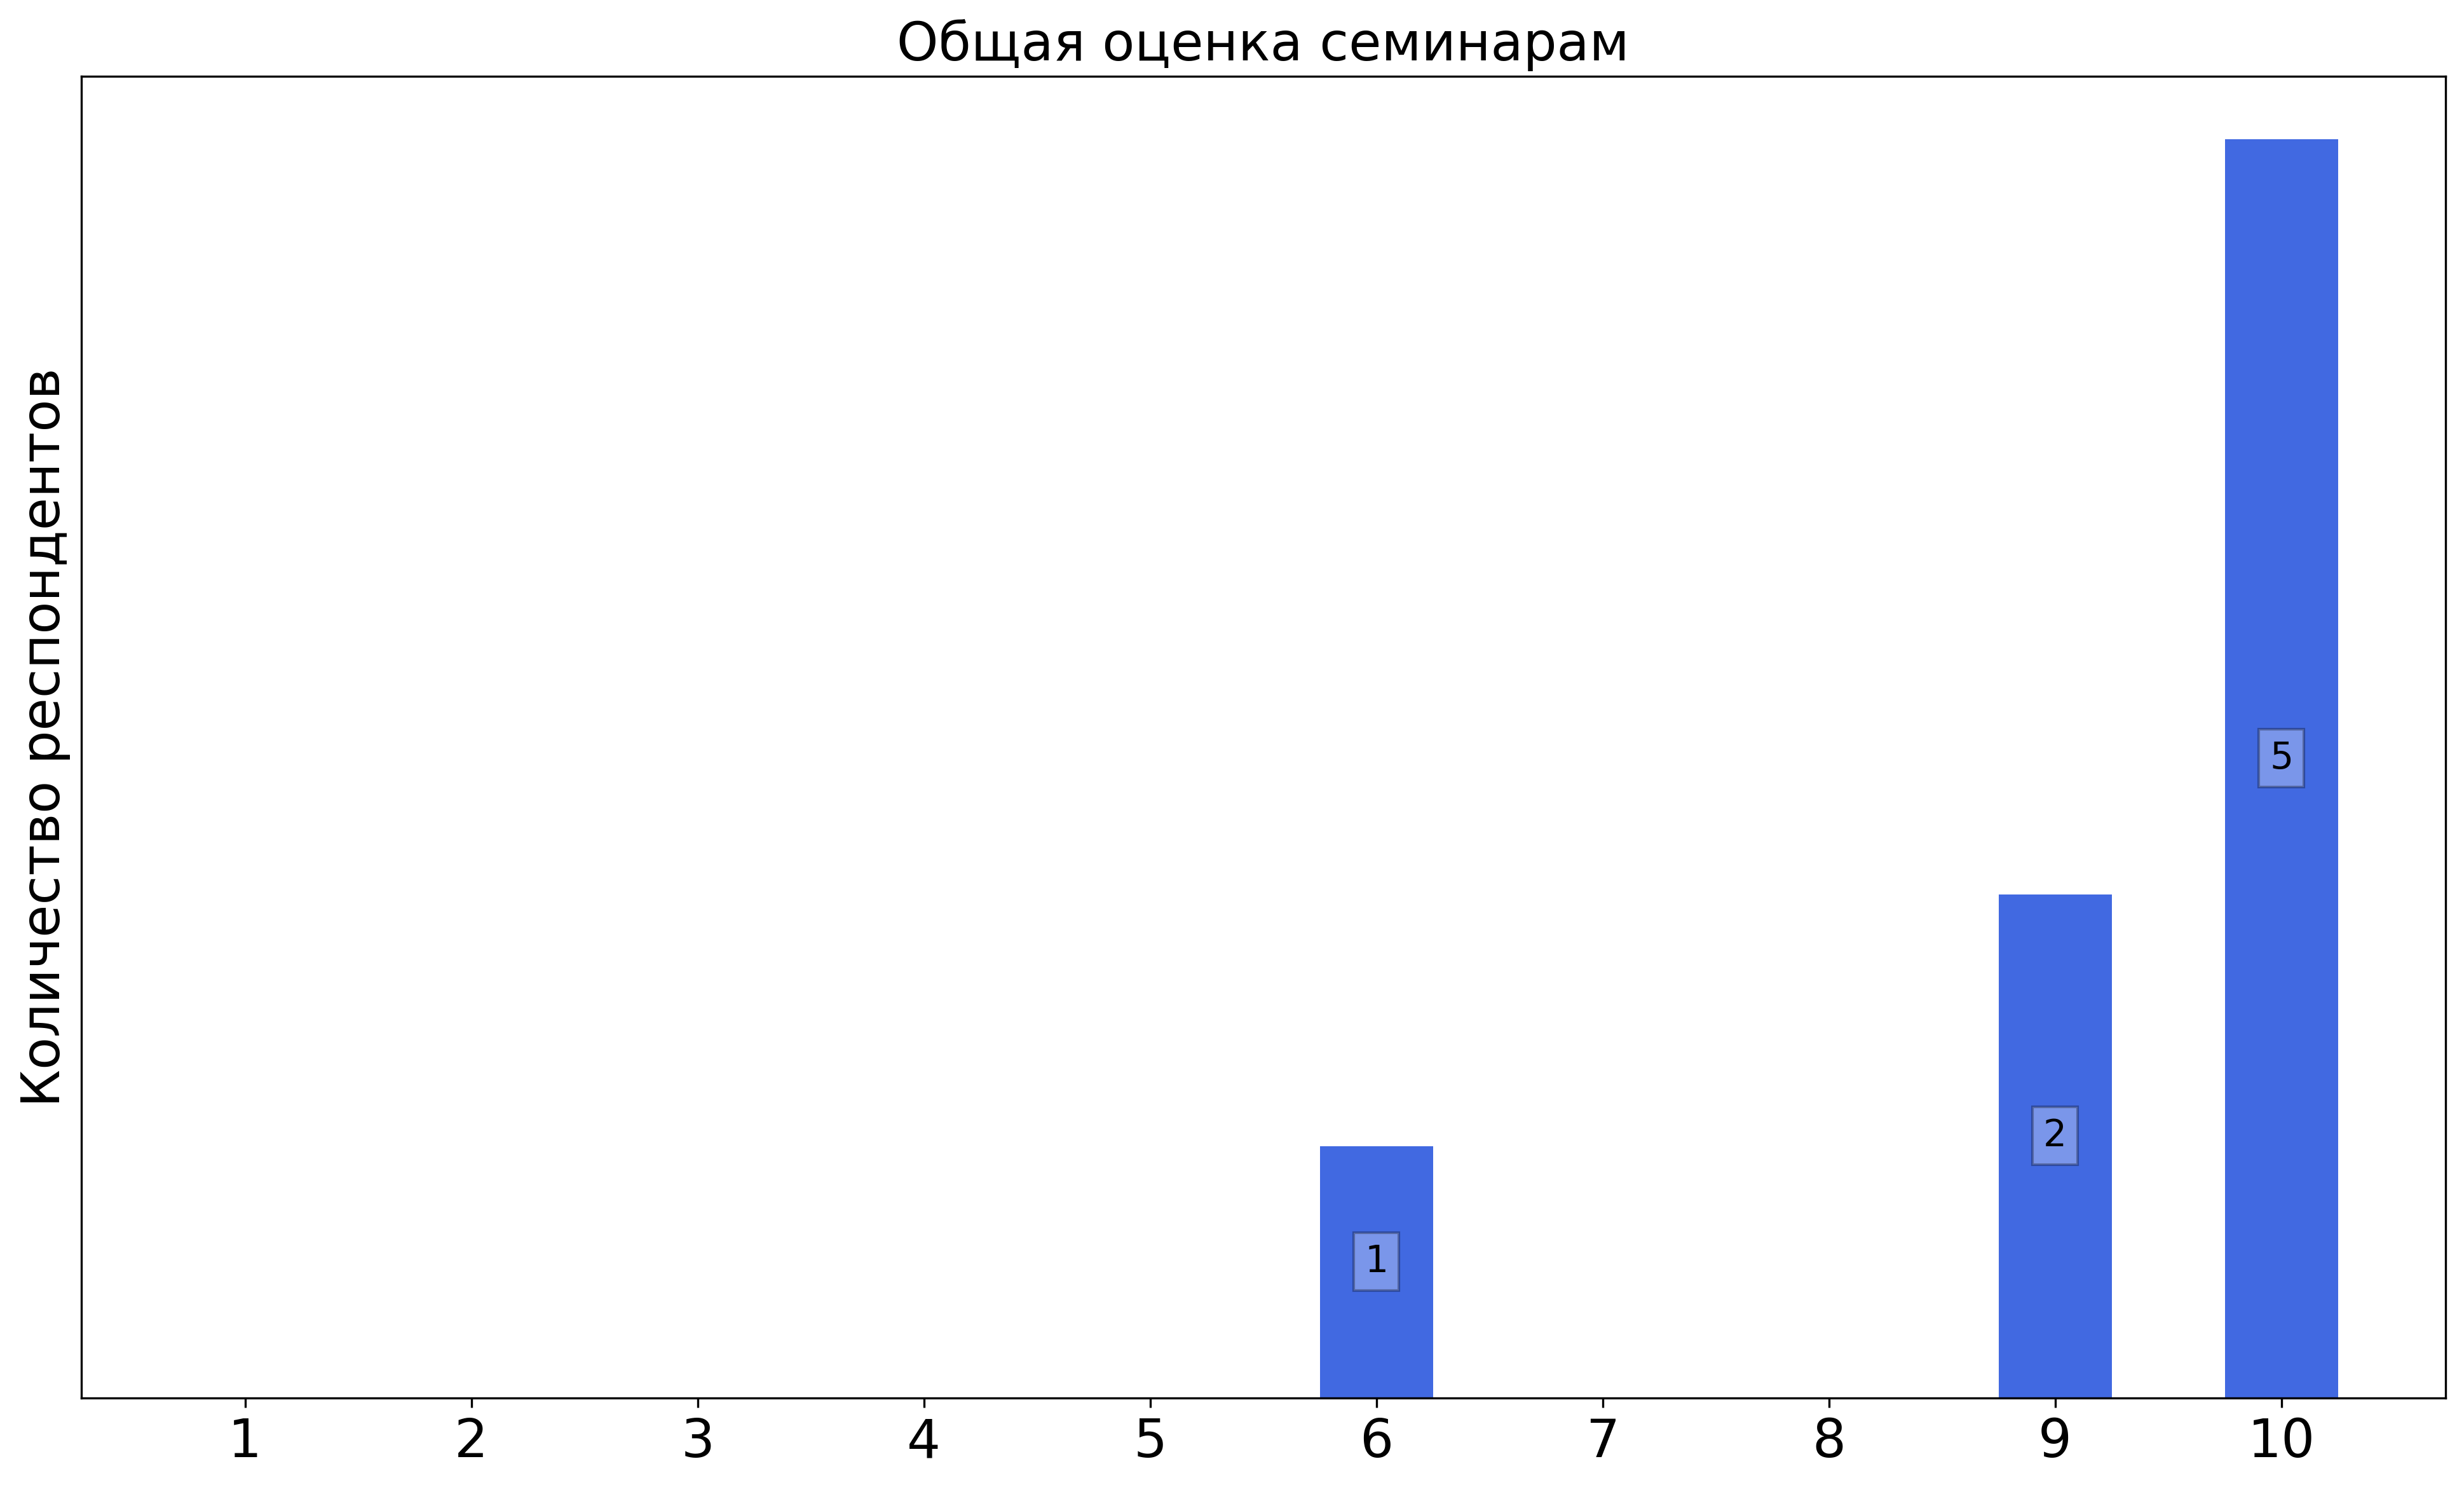 Общая оценка семинарам
Количество респондентов
5
2
1
1 2 3 4 5 6 7 8 9 10